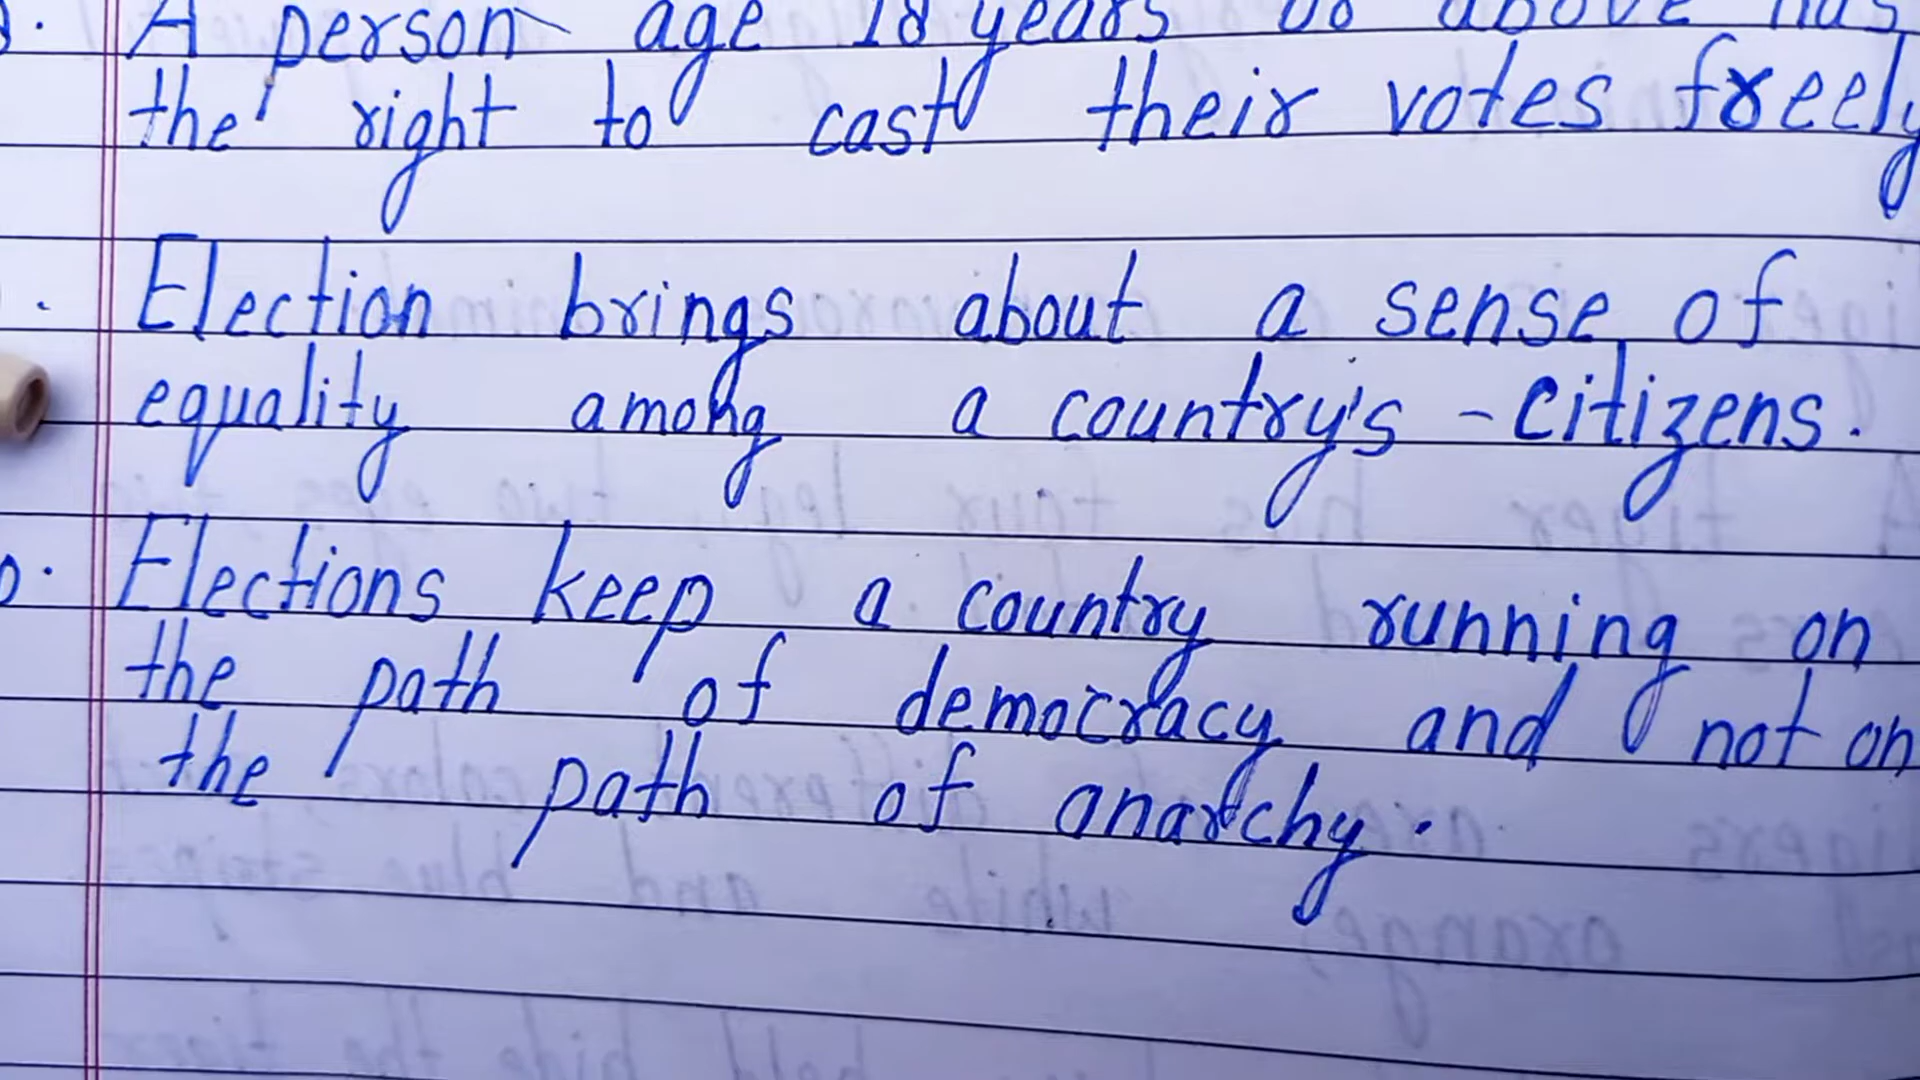 A person age 18 years or above has
the right to cast their votes freely
Election brings about a sense of
equality among a country's - citizens.
Elections keep a country running on
the path of democracy and not on
the path of anarchy.